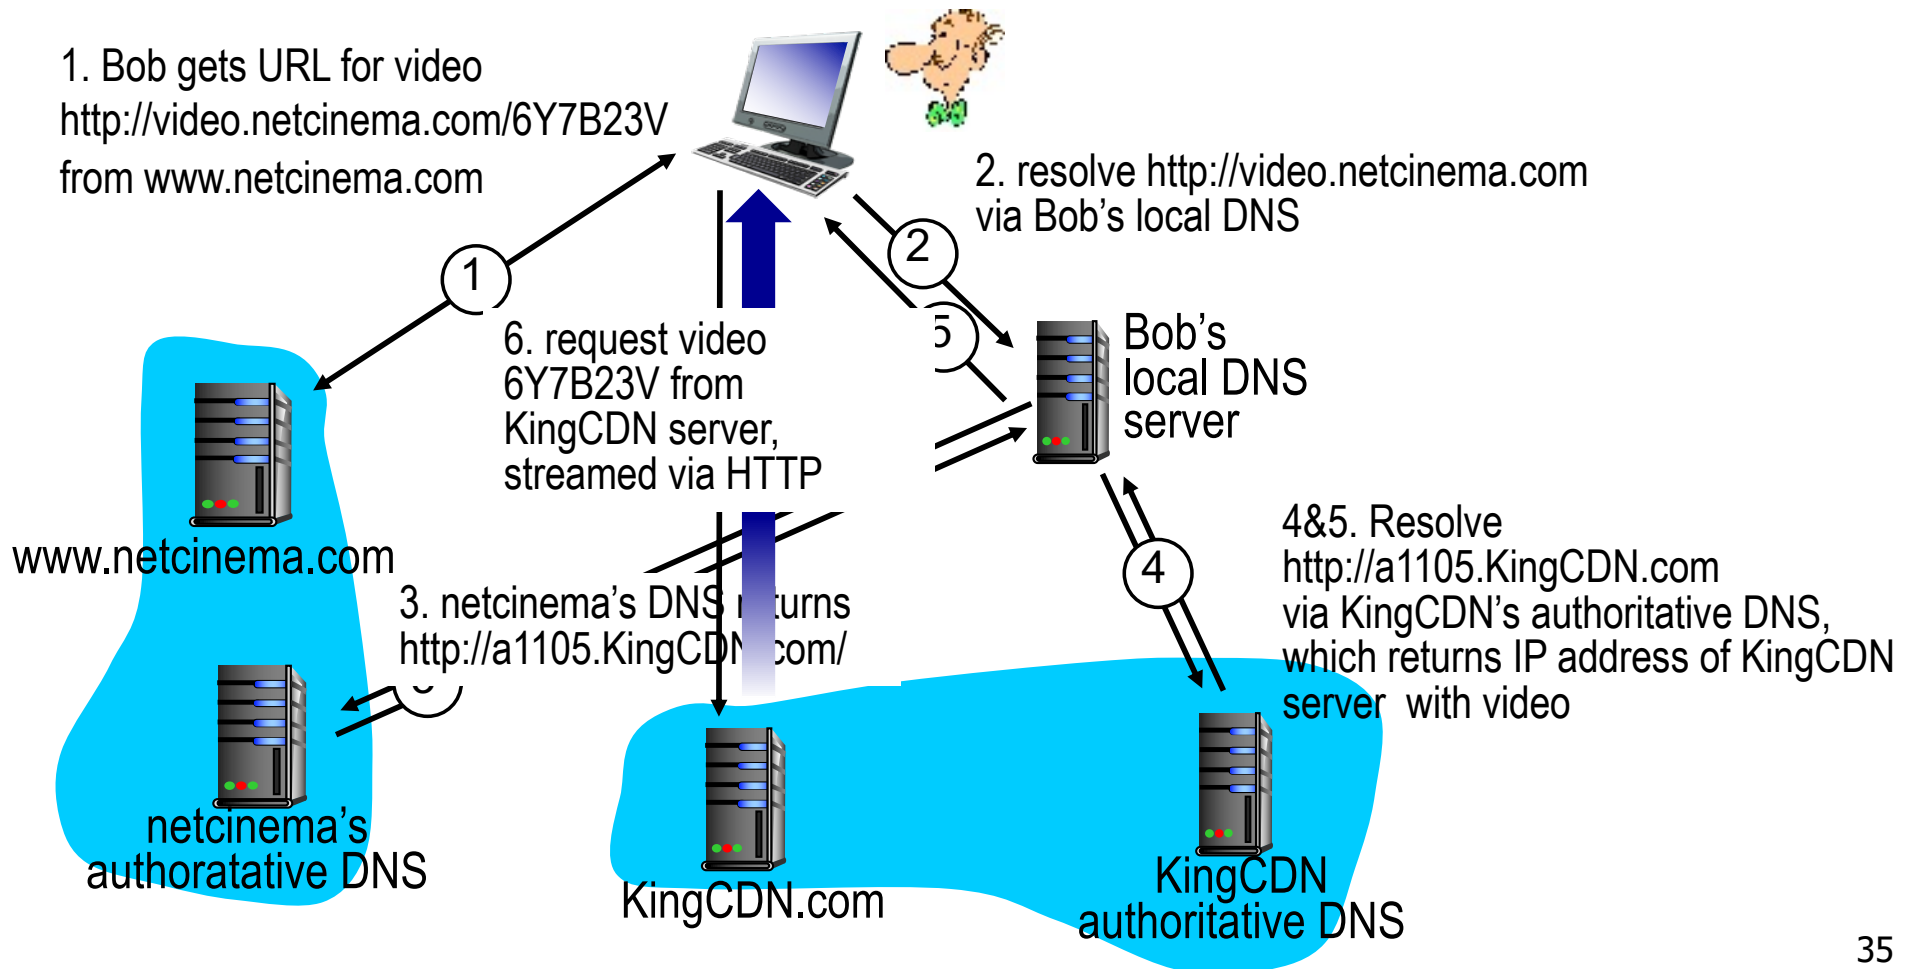 1. Bob gets URL for video
http://video.netcinema.com/6Y7B23V
from www.netcinema.com
2. resolve http://video.netcinema.com
via Bob's local DNS
1
2
5
6. request video
6Y7B23V from
KingCDN server,
streamed via HTTP
Bob's
local DNS
server
www.netcinema.com
3. netcinema's DNS returns
http://a1105.KingCDN.com/
4
4&5. Resolve
http://a1105.KingCDN.com
via KingCDN's authoritative DNS,
which returns IP address of KingCDN
server with video
netcinema's
authoratative DNS
KingCDN.com
KingCDN
authoritative DNS
35